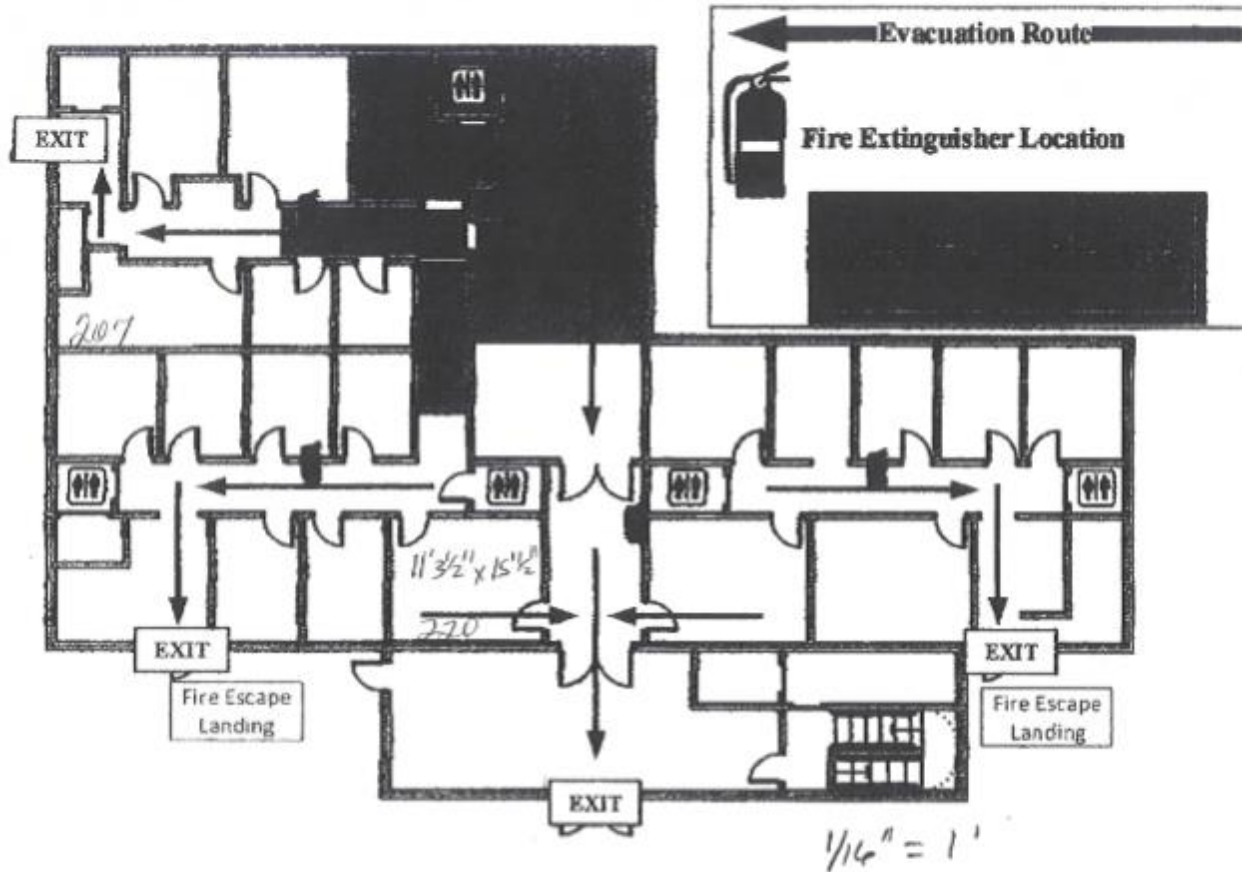 Evacuation Route
EXIT
Fire Extinguisher Location
207
11'3½" x 15'½"
220
EXIT
EXIT
Fire Escape
Landing
Fire Escape
Landing
EXIT
1/16" = 1'